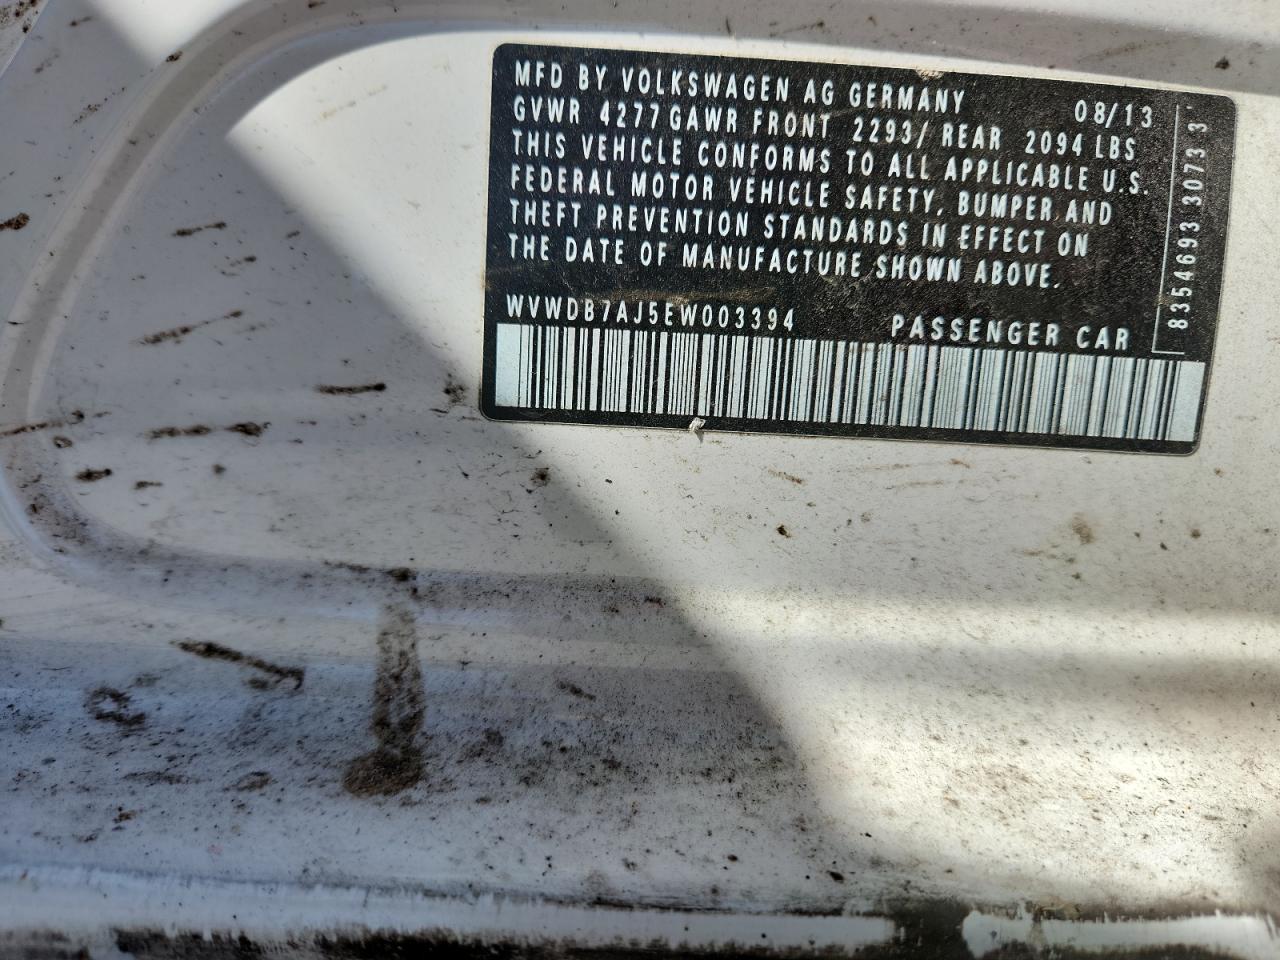 MFD BY VOLKSWAGEN AG GERMANY 08/13
GVWR 4277 GAWR FRONT 2293/ REAR 2094 LBS
THIS VEHICLE CONFORMS TO ALL APPLICABLE U.S.
FEDERAL MOTOR VEHICLE SAFETY, BUMPER AND
THEFT PREVENTION STANDARDS IN EFFECT ON
THE DATE OF MANUFACTURE SHOWN ABOVE.
WVWDB7AJ5EW003394 PASSENGER CAR
8354693 3073 3